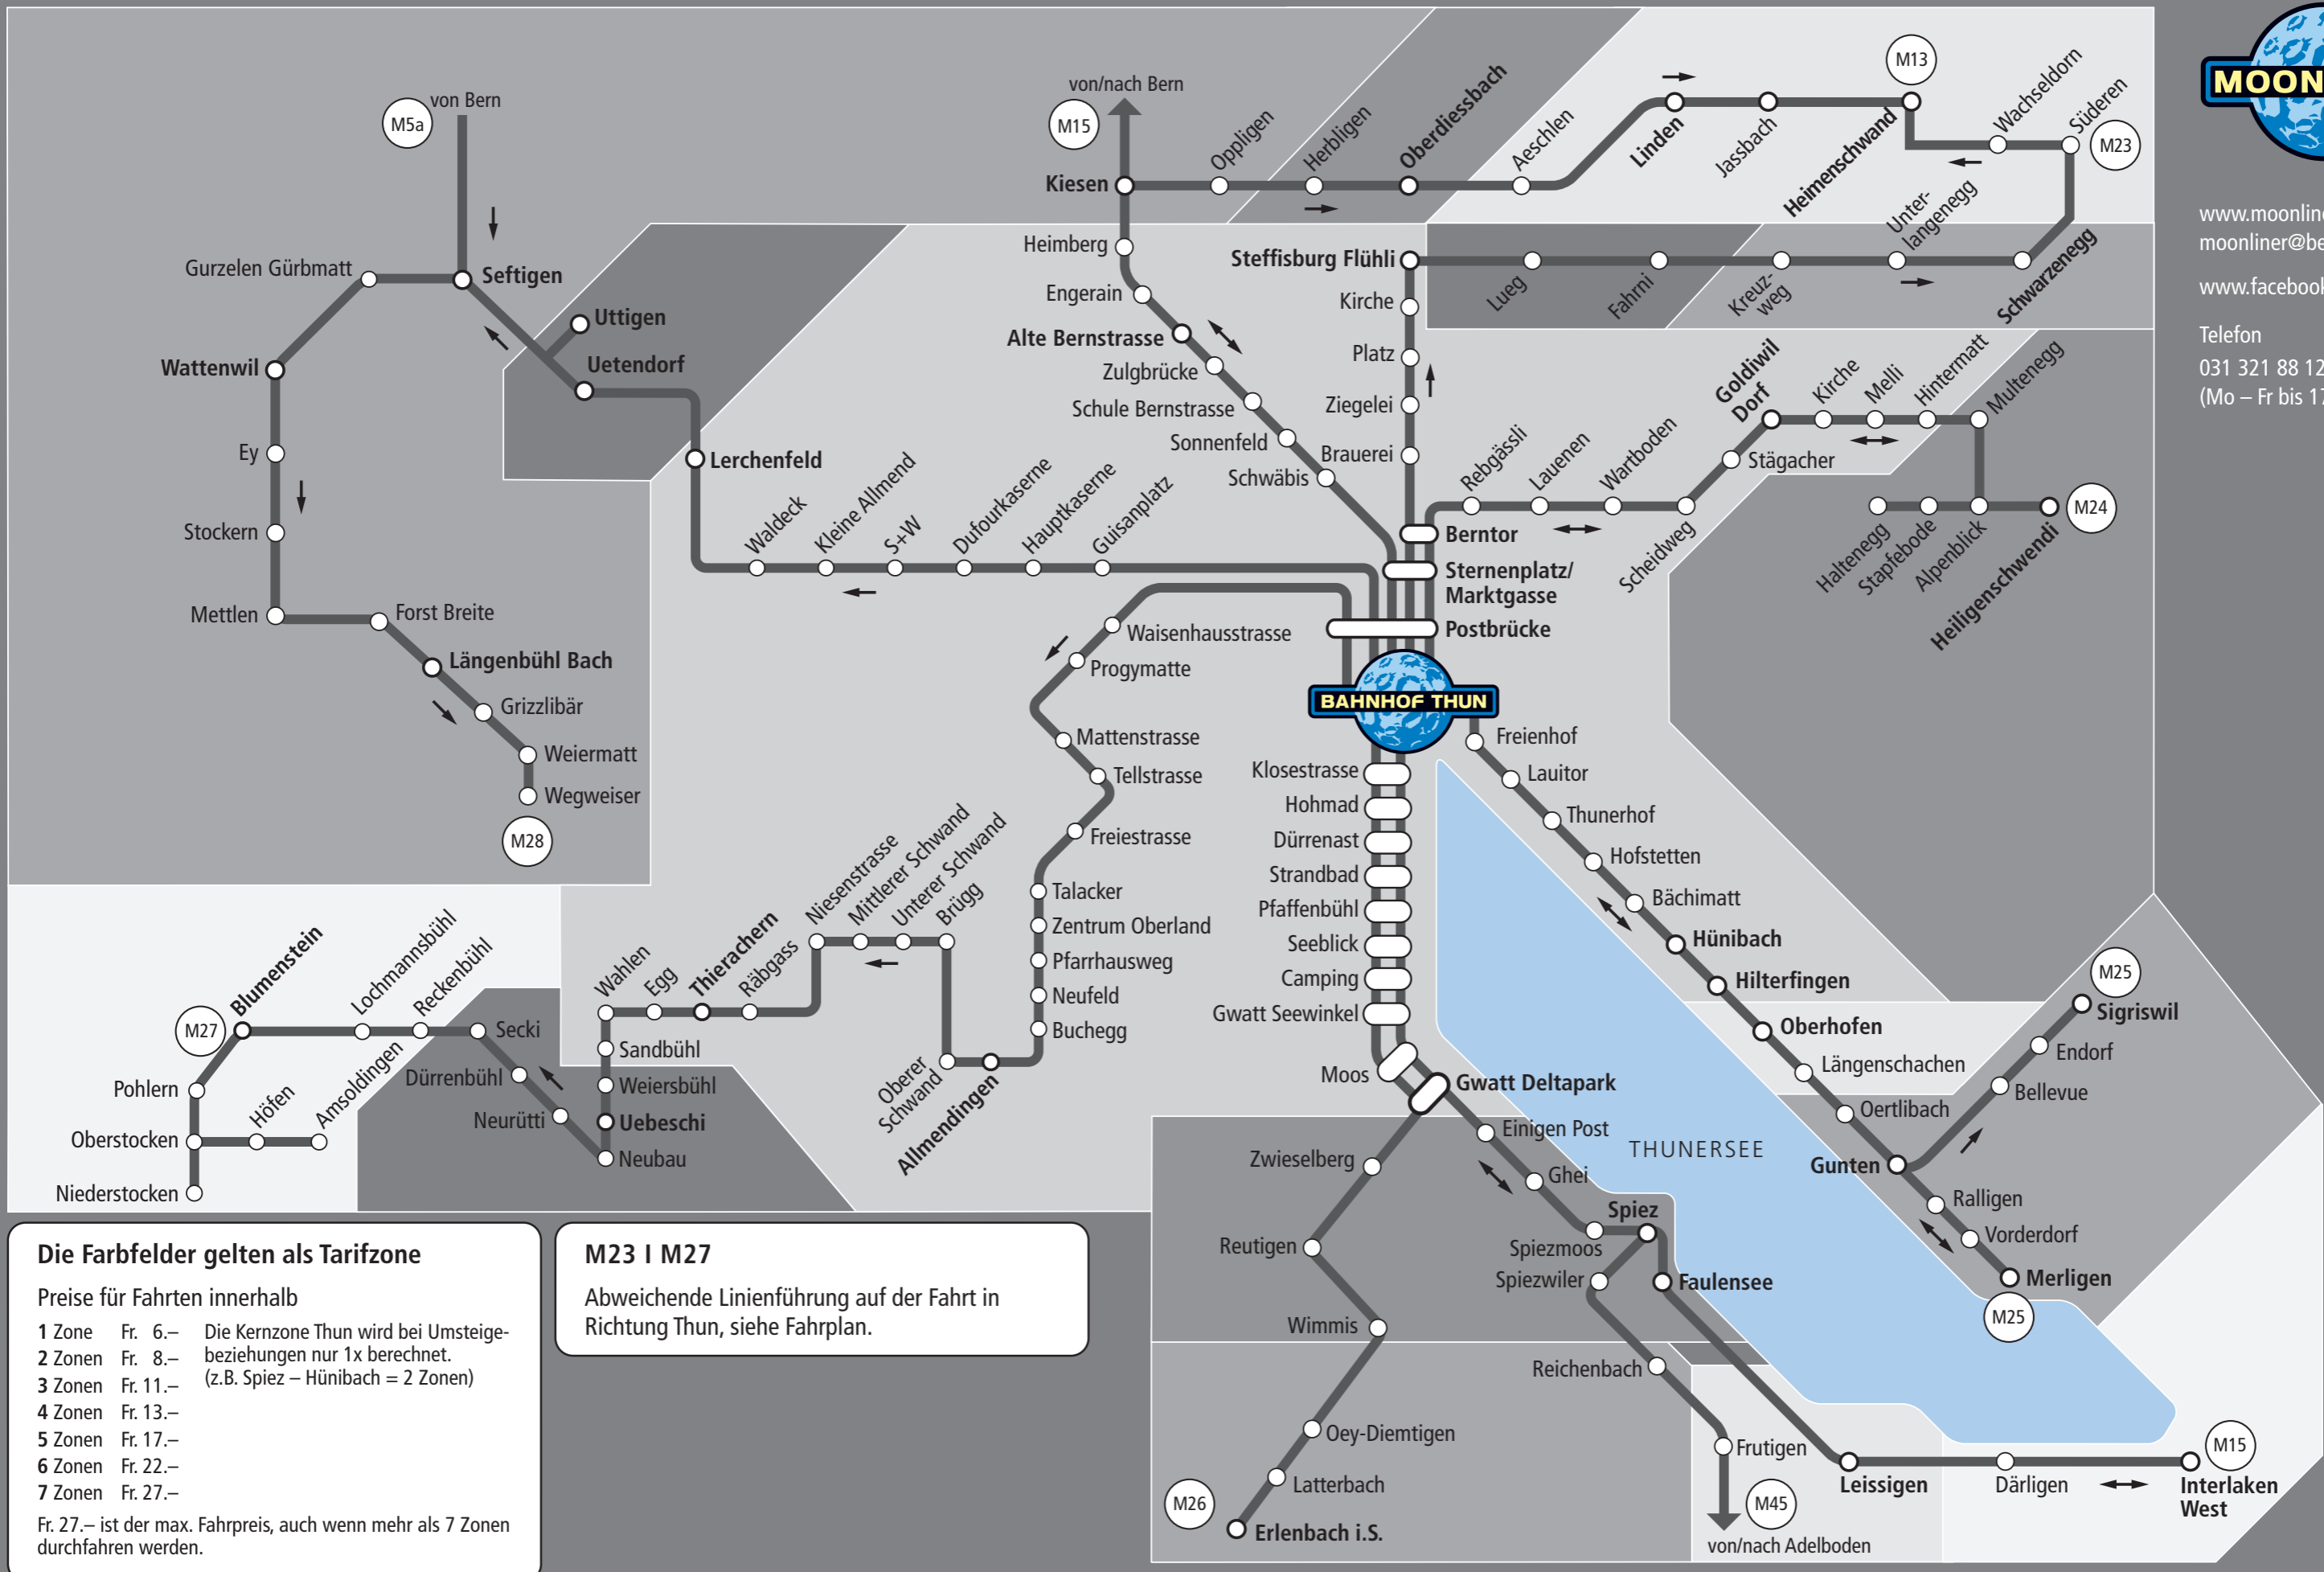 M5a
von Bern
von/nach Bern
M15
Kiesen
Oppligen
Herbligen
Oberdiessbach
Aeschlen
Linden
Jassbach
M13
Heimenschwand
Wachseldorn
Süderen
M23
www.moonline
moonliner@be
www.facebook
Telefon
031 321 88 12
(Mo – Fr bis 17
Gurzelen Gürbmatt
Seftigen
Uttigen
Uetendorf
Wattenwil
Ey
Stockern
Mettlen
Forst Breite
Längenbühl Bach
Grizzlibär
Weiermatt
Wegweiser
M28
Lerchenfeld
Waldeck
Kleine Allmend
S+W
Dufourkaserne
Hauptkaserne
Guisanplatz
Heimberg
Engerain
Alte Bernstrasse
Zulgbrücke
Schule Bernstrasse
Sonnenfeld
Schwäbis
Steffisburg Flühli
Kirche
Platz
Ziegelei
Brauerei
Lueg
Fahrni
Kreuz-
weg
Unter-
langenegg
Schwarzenegg
Rebgässli
Lauenen
Wartboden
Scheidweg
Stägacher
Goldiwil
Dorf
Kirche
Melli
Hintermatt
Multenegg
Haltenegg
Stapfebode
Alpenblick
Heiligenschwendi
M24
Berntor
Sternenplatz/
Marktgasse
Postbrücke
BAHNHOF THUN
Waisenhausstrasse
Progymatte
Mattenstrasse
Tellstrasse
Freiestrasse
Talacker
Zentrum Oberland
Pfarrhausweg
Neufeld
Buchegg
Allmendingen
Oberer
Schwand
Brügg
Unterer Schwand
Mittlerer Schwand
Niesenstrasse
Räbgass
Thierachern
Egg
Wahlen
Sandbühl
Weiersbühl
Uebeschi
Neubau
Neurütti
Dürrenbühl
Secki
Reckenbühl
Lochmannsbühl
Blumenstein
M27
Pohlern
Oberstocken
Höfen
Amsoldingen
Niederstocken
Klosestrasse
Hohmad
Dürrenast
Strandbad
Pfaffenbühl
Seeblick
Camping
Gwatt Seewinkel
Moos
Gwatt Deltapark
Freienhof
Lauitor
Thunerhof
Hofstetten
Bächimatt
Hünibach
Hilterfingen
Oberhofen
Längenschachen
Oertlibach
Gunten
Bellevue
Endorf
Sigriswil
M25
Ralligen
Vorderdorf
Merligen
M25
THUNERSEE
Zwieselberg
Reutigen
Wimmis
Oey-Diemtigen
Latterbach
Erlenbach i.S.
M26
Einigen Post
Ghei
Spiezmoos
Spiez
Spiezwiler
Faulensee
Reichenbach
Frutigen
M45
von/nach Adelboden
Leissigen
Därligen
Interlaken
West
M15
Die Farbfelder gelten als Tarifzone
Preise für Fahrten innerhalb
1 Zone Fr. 6.–
2 Zonen Fr. 8.–
3 Zonen Fr. 11.–
4 Zonen Fr. 13.–
5 Zonen Fr. 17.–
6 Zonen Fr. 22.–
7 Zonen Fr. 27.–
Die Kernzone Thun wird bei Umsteige-
beziehungen nur 1x berechnet.
(z.B. Spiez – Hünibach = 2 Zonen)
Fr. 27.– ist der max. Fahrpreis, auch wenn mehr als 7 Zonen
durchfahren werden.
M23 I M27
Abweichende Linienführung auf der Fahrt in
Richtung Thun, siehe Fahrplan.